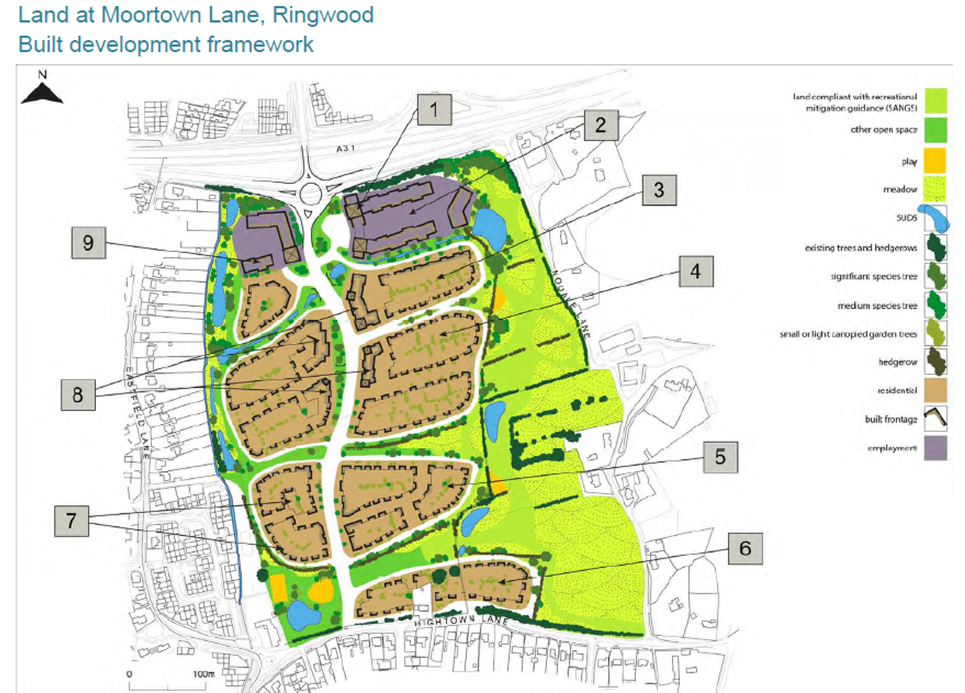 Land at Moortown Lane, Ringwood
Built development framework
N
1
2
A31
3
9
4
NOUALE LANE
8
EASTFIELD LANE
5
7
6
HIGHTOWN LANE
0 100m
land compliant with recreational
mitigation guidance (SANGS)
other open space
play
meadow
SUDS
existing trees and hedgerows
significant species tree
medium species tree
small or light canopied garden trees
hedgerow
residential
built frontage
employment